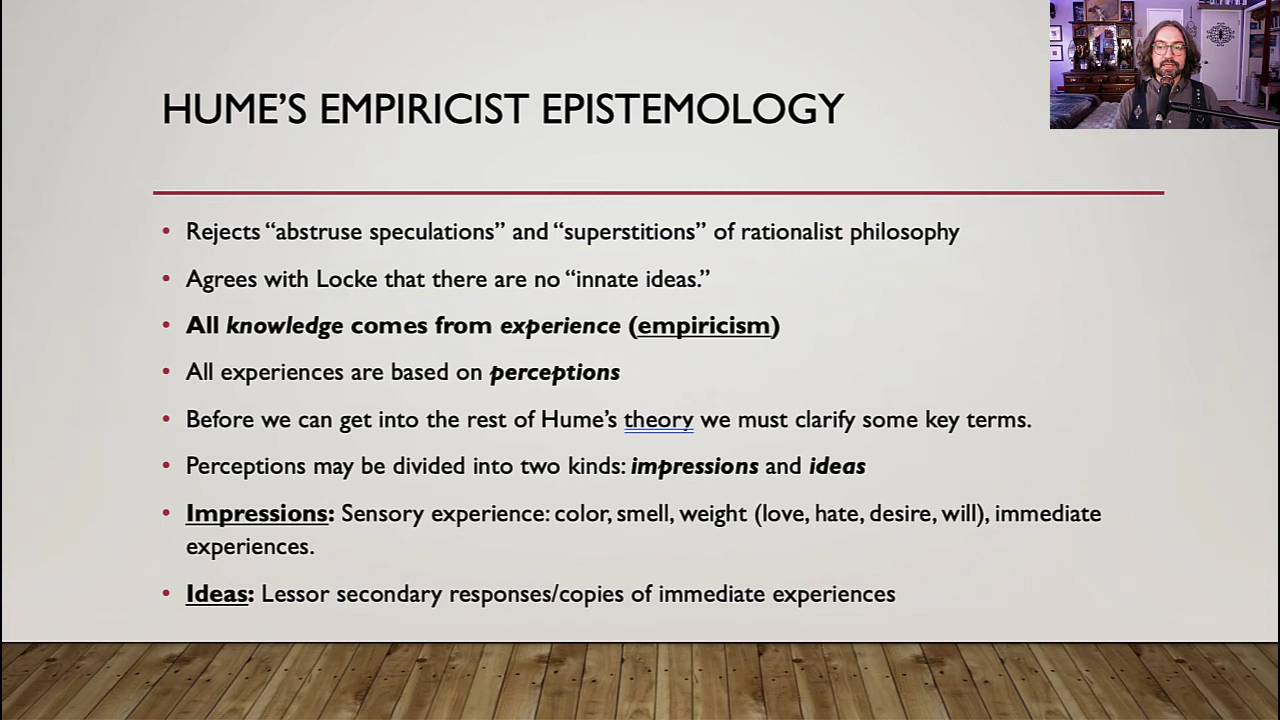 HUME'S EMPIRICIST EPISTEMOLOGY
• Rejects “abstruse speculations” and “superstitions” of rationalist philosophy
• Agrees with Locke that there are no “innate ideas.”
• All knowledge comes from experience (empiricism)
• All experiences are based on perceptions
• Before we can get into the rest of Hume’s theory we must clarify some key terms.
• Perceptions may be divided into two kinds: impressions and ideas
• Impressions: Sensory experience: color, smell, weight (love, hate, desire, will), immediate
experiences.
• Ideas: Lessor secondary responses/copies of immediate experiences